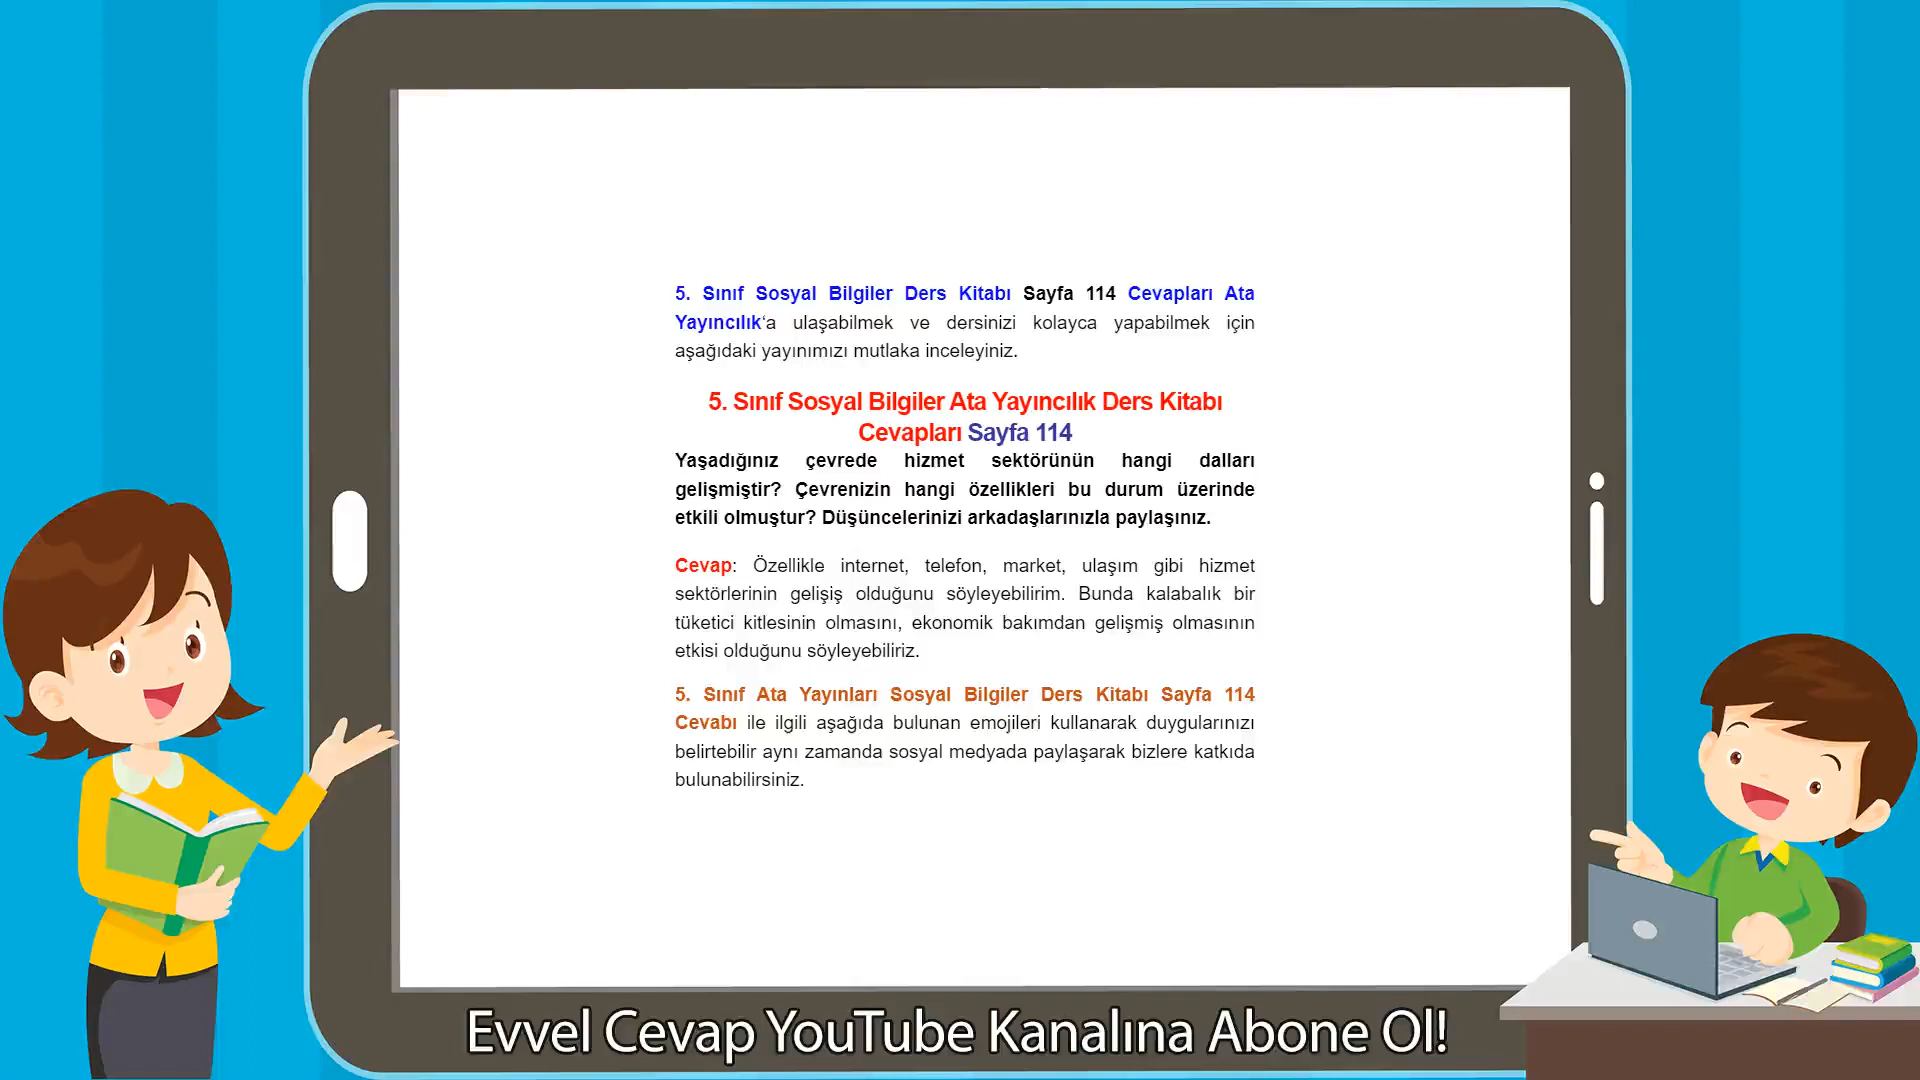 5. Sınıf Sosyal Bilgiler Ders Kitabı Sayfa 114 Cevapları Ata
Yayıncılık‘a ulaşabilmek ve dersinizi kolayca yapabilmek için
aşağıdaki yayınımızı mutlaka inceleyiniz.
5. Sınıf Sosyal Bilgiler Ata Yayıncılık Ders Kitabı
Cevapları Sayfa 114
Yaşadığınız çevrede hizmet sektörünün hangi dalları
gelişmiştir? Çevrenizin hangi özellikleri bu durum üzerinde
etkili olmuştur? Düşüncelerinizi arkadaşlarınızla paylaşınız.
Cevap: Özellikle internet, telefon, market, ulaşım gibi hizmet
sektörlerinin gelişiş olduğunu söyleyebilirim. Bunda kalabalık bir
tüketici kitlesinin olmasını, ekonomik bakımdan gelişmiş olmasının
etkisi olduğunu söyleyebiliriz.
5. Sınıf Ata Yayınları Sosyal Bilgiler Ders Kitabı Sayfa 114
Cevabı ile ilgili aşağıda bulunan emojileri kullanarak duygularınızı
belirtebilir aynı zamanda sosyal medyada paylaşarak bizlere katkıda
bulunabilirsiniz.
Evvel Cevap YouTube Kanalına Abone Ol!